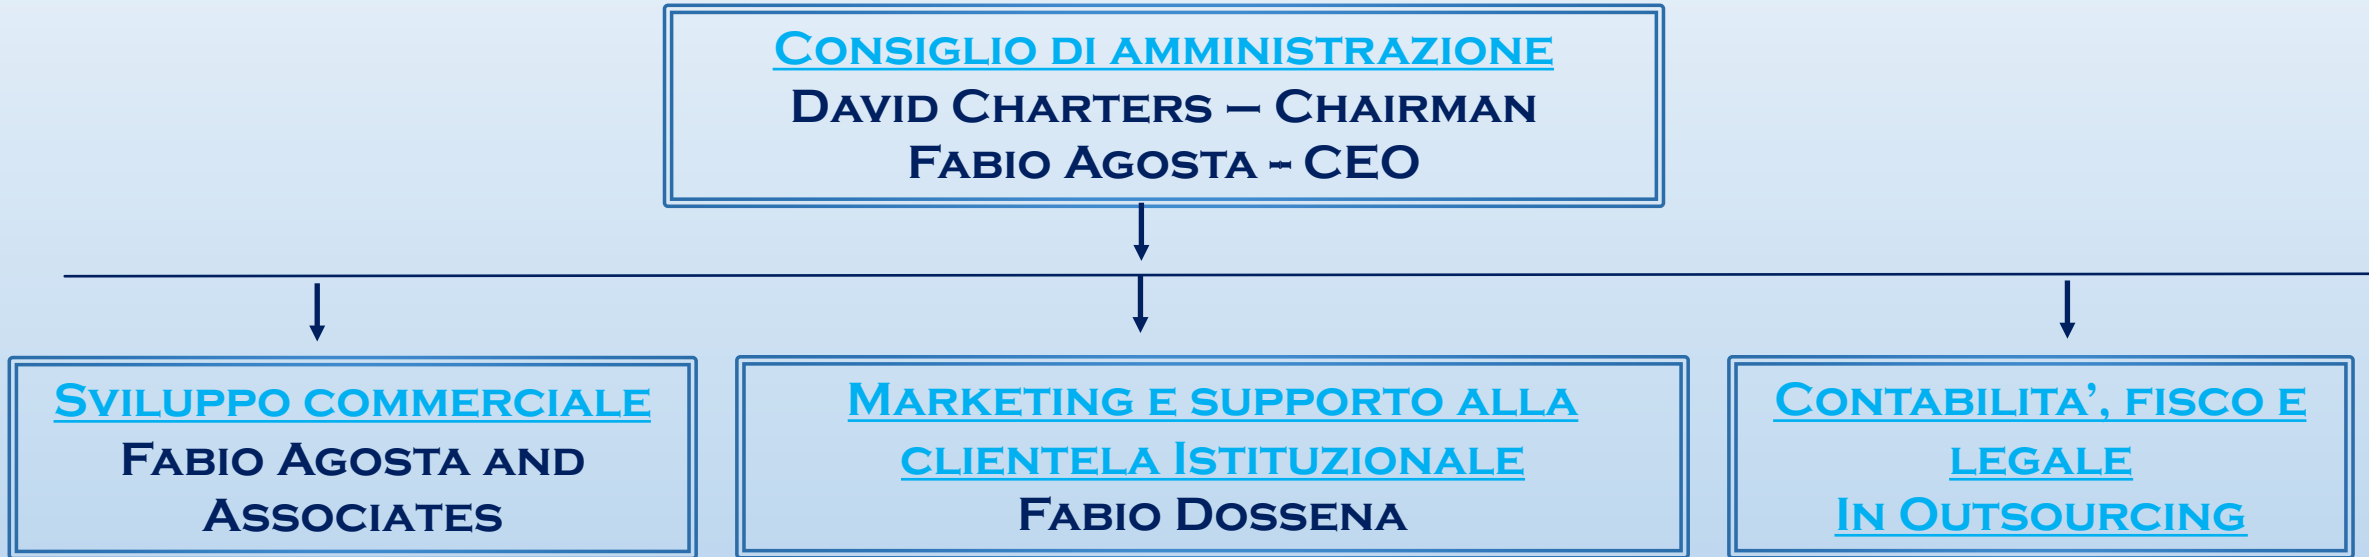 Consiglio di amministrazione
David Charters – Chairman
Fabio Agosta – CEO
Sviluppo commerciale
Fabio Agosta and
Associates
Marketing e supporto alla
clientela Istituzionale
Fabio Dossena
Contabilita’, fisco e
legale
In Outsourcing